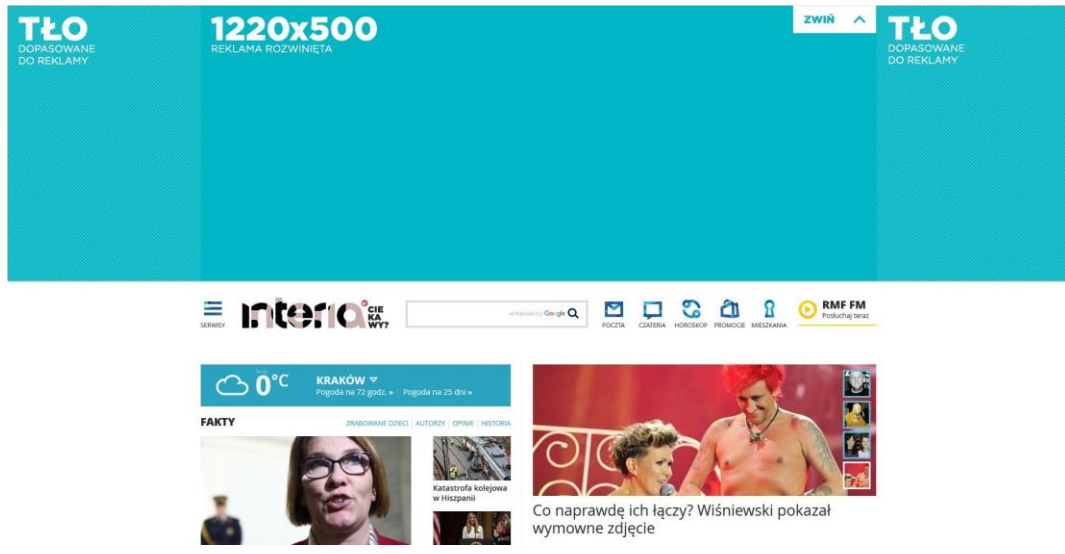 TŁO
DOPASOWANE
DO REKLAMY
1220x500
REKLAMA ROZWINIĘTA
ZWIŃ
TŁO
DOPASOWANE
DO REKLAMY
SERWISY
interia
CIE
KA
WY?
enhanced by Google
POCZTA CZATERIA HOROSKOP PROMOCJE MIESZKANIA
RMF FM
Posłuchaj teraz
Teraz
0°C
KRAKÓW
Pogoda na 72 godz. » Pogoda na 25 dni »
FAKTY
ZRABOWANE DZIECI | AUTORZY | OPINIE | HISTORIA
Katastrofa kolejowa
w Hiszpanii
Co naprawdę ich łączy? Wiśniewski pokazał
wymowne zdjęcie